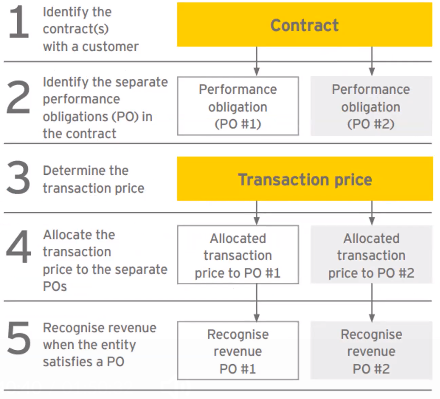 1
Identify the
contract(s)
with a customer
Contract
2
Identify the separate
performance
obligations (PO) in
the contract
Performance
obligation
(PO #1)
Performance
obligation
(PO #2)
3
Determine the
transaction price
Transaction price
4
Allocate the
transaction
price to the separate
POs
Allocated
transaction
price to PO #1
Allocated
transaction
price to PO #2
5
Recognise revenue
when the entity
satisfies a PO
Recognise
revenue
PO #1
Recognise
revenue
PO #2